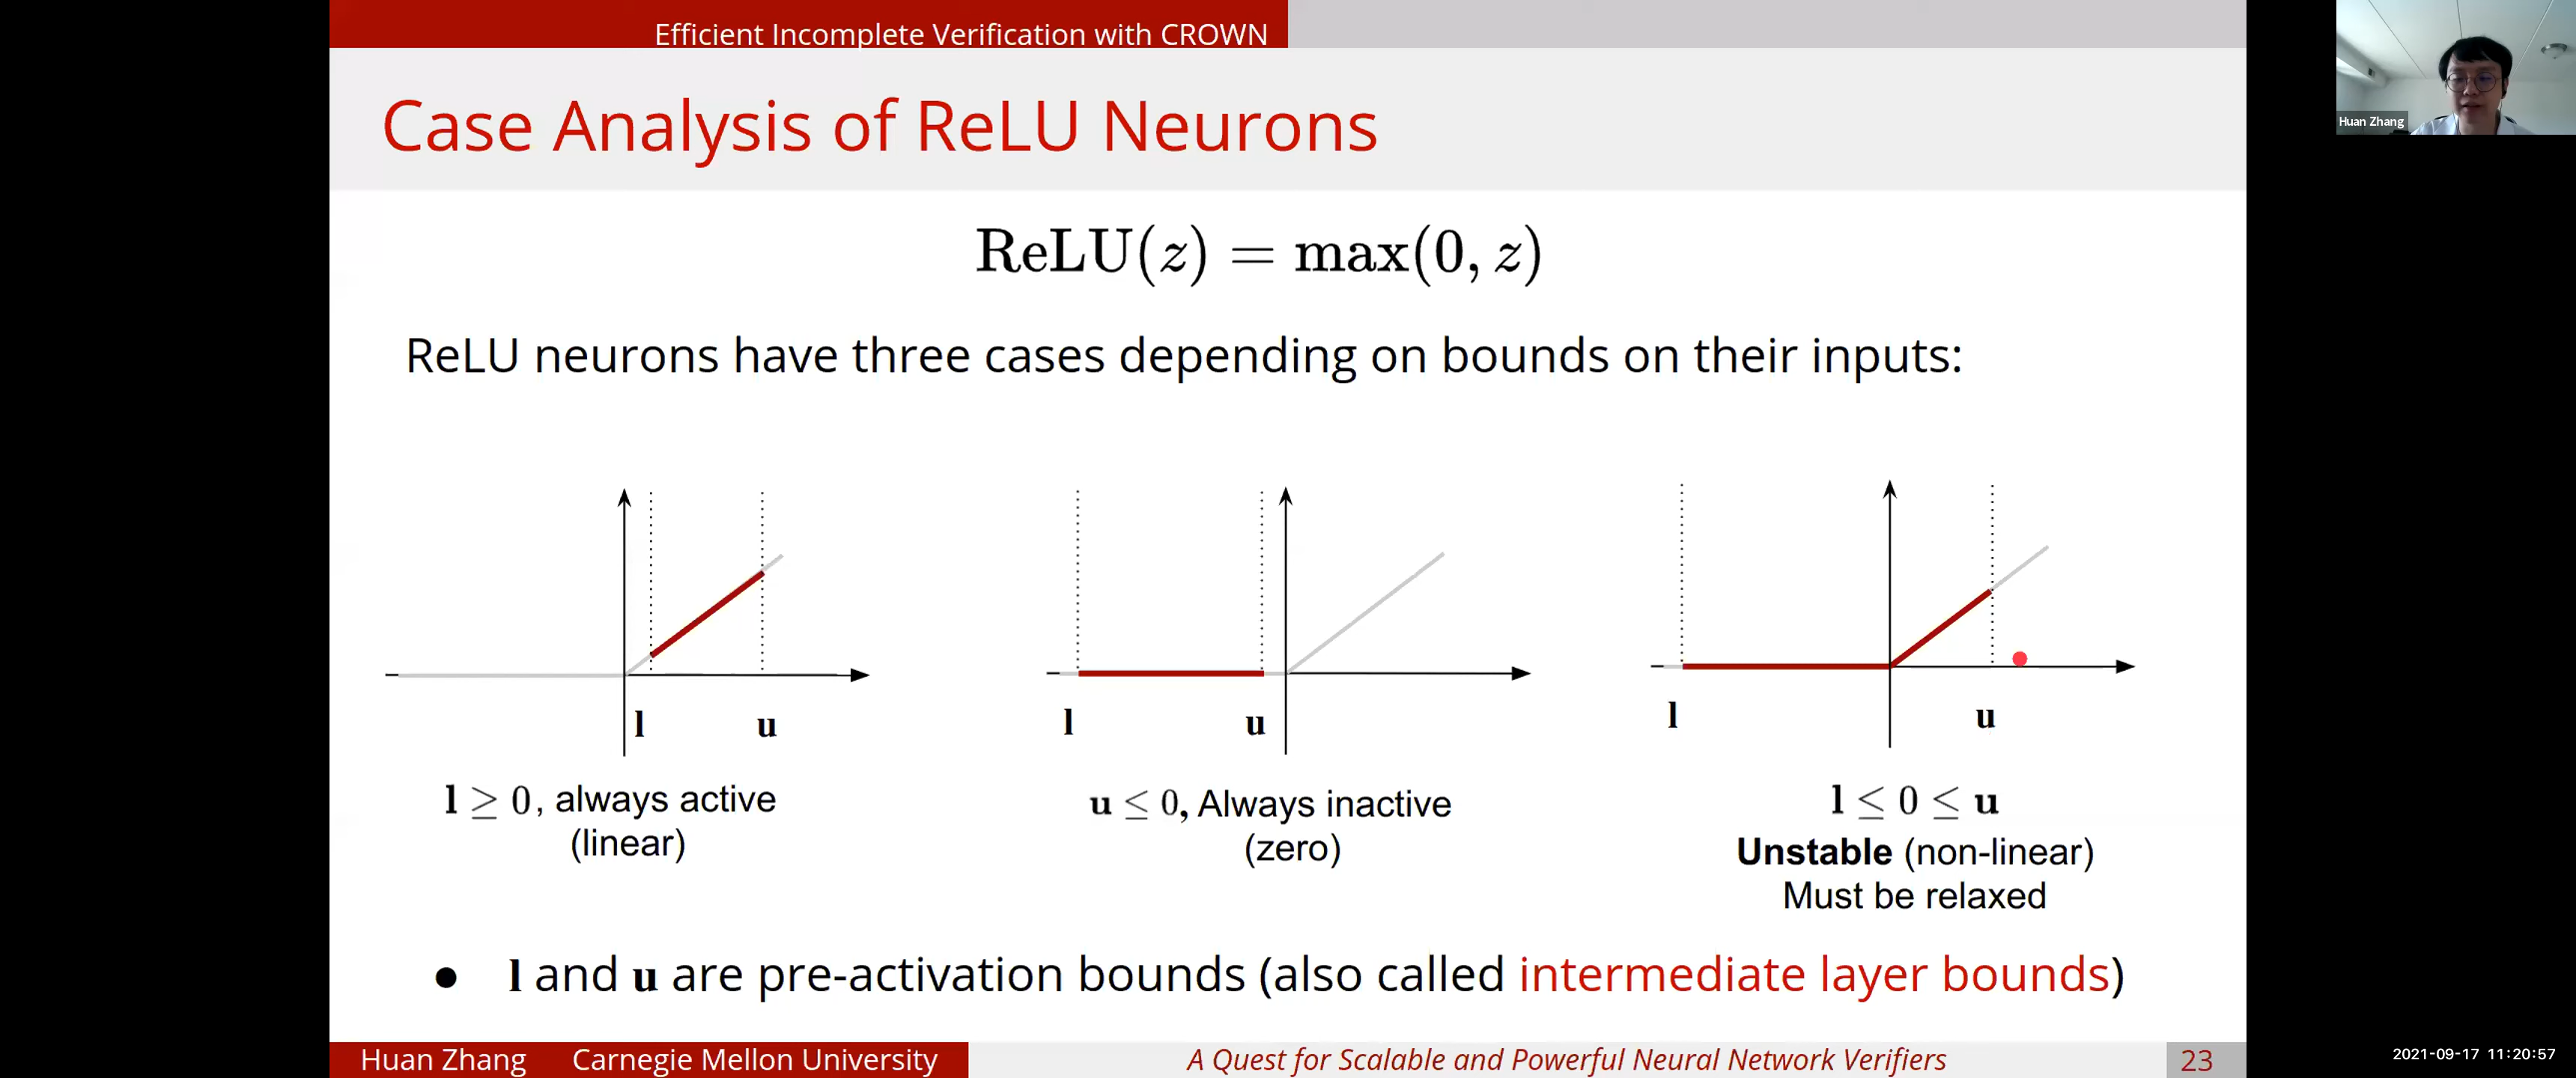 Efficient Incomplete Verification with CROWN
Case Analysis of ReLU Neurons
Huan Zhang
ReLU(z) = max(0, z)
ReLU neurons have three cases depending on bounds on their inputs:
l u
l ≥ 0, always active
(linear)
l u
u ≤ 0, Always inactive
(zero)
l u
l ≤ 0 ≤ u
Unstable (non-linear)
Must be relaxed
● l and u are pre-activation bounds (also called intermediate layer bounds)
Huan Zhang Carnegie Mellon University A Quest for Scalable and Powerful Neural Network Verifiers 23
2021-09-17 11:20:57